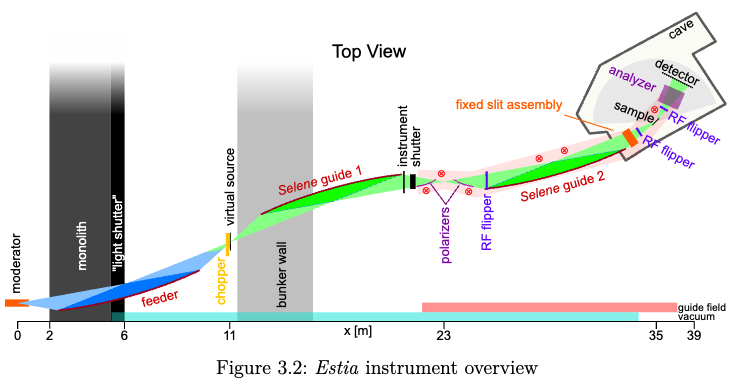 Top View
cave
detector
analyzer
sample
RF flipper
RF flipper
fixed slit assembly
instrument
shutter
Selene guide 1
Selene guide 2
virtual source
polarizers
RF flipper
"light shutter"
monolith
moderator
feeder
chopper
bunker wall
guide field
vacuum
0 2 6 11 x [m] 23 35 39
Figure 3.2: Estia instrument overview